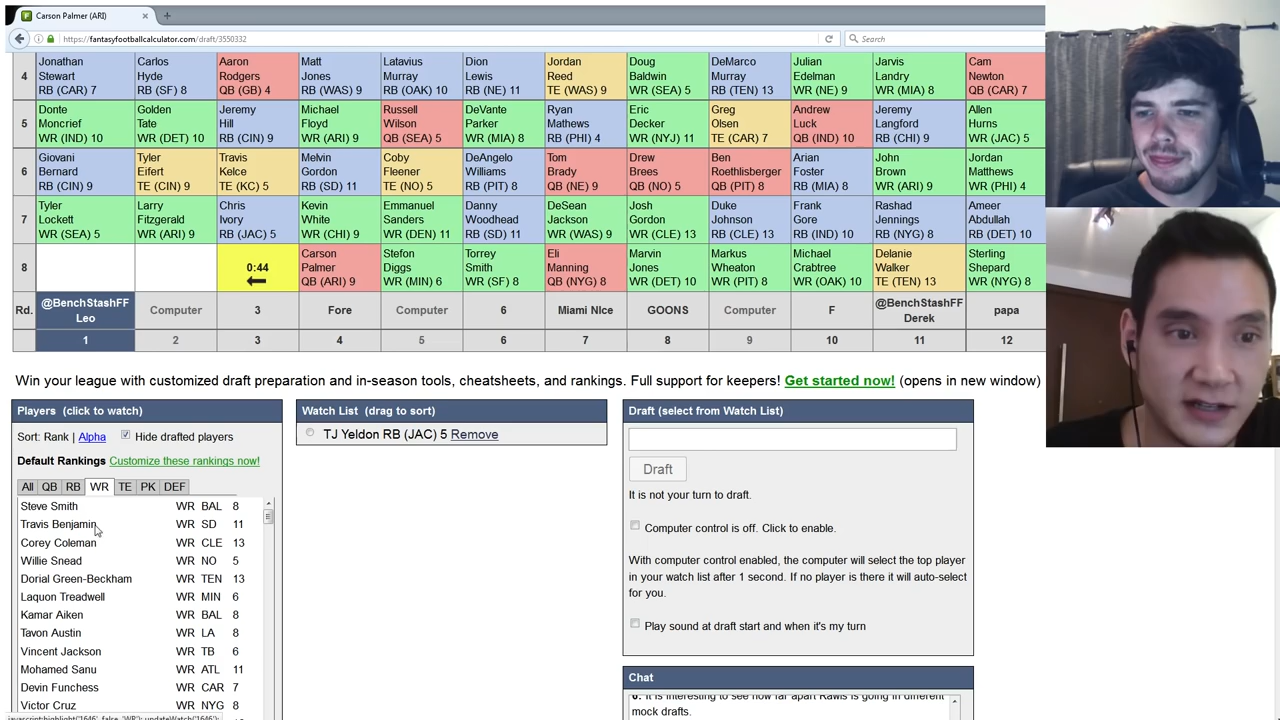 Carson Palmer (ARI)
https://fantasyfootballcalculator.com/draft/3550332
Search
4
Jonathan Stewart RB (CAR) 7
Carlos Hyde RB (SF) 8
Aaron Rodgers QB (GB) 4
Matt Jones RB (WAS) 9
Latavius Murray RB (OAK) 10
Dion Lewis RB (NE) 11
Jordan Reed TE (WAS) 9
Doug Baldwin WR (SEA) 5
DeMarco Murray RB (TEN) 13
Julian Edelman WR (NE) 9
Jarvis Landry WR (MIA) 8
Cam Newton QB (CAR) 7
5
Donte Moncrief WR (IND) 10
Golden Tate WR (DET) 10
Jeremy Hill RB (CIN) 9
Michael Floyd WR (ARI) 9
Russell Wilson QB (SEA) 5
DeVante Parker WR (MIA) 8
Ryan Mathews RB (PHI) 4
Eric Decker WR (NYJ) 11
Greg Olsen TE (CAR) 7
Andrew Luck QB (IND) 10
Jeremy Langford RB (CHI) 9
Allen Hurns WR (JAC) 5
6
Giovani Bernard RB (CIN) 9
Tyler Eifert TE (CIN) 9
Travis Kelce TE (KC) 5
Melvin Gordon RB (SD) 11
Coby Fleener TE (NO) 5
DeAngelo Williams RB (PIT) 8
Tom Brady QB (NE) 9
Drew Brees QB (NO) 5
Ben Roethlisberger QB (PIT) 8
Arian Foster RB (MIA) 8
John Brown WR (ARI) 9
Jordan Matthews WR (PHI) 4
7
Tyler Lockett WR (SEA) 5
Larry Fitzgerald WR (ARI) 9
Chris Ivory RB (JAC) 5
Kevin White WR (CHI) 9
Emmanuel Sanders WR (DEN) 11
Danny Woodhead RB (SD) 11
DeSean Jackson WR (WAS) 9
Josh Gordon WR (CLE) 13
Duke Johnson RB (CLE) 13
Frank Gore RB (IND) 10
Rashad Jennings RB (NYG) 8
Ameer Abdullah RB (DET) 10
8
0:44
Carson Palmer QB (ARI) 9
Stefon Diggs WR (MIN) 6
Torrey Smith WR (SF) 8
Eli Manning QB (NYG) 8
Marvin Jones WR (DET) 10
Markus Wheaton WR (PIT) 8
Michael Crabtree WR (OAK) 10
Delanie Walker TE (TEN) 13
Sterling Shepard WR (NYG) 8
Rd. @BenchStashFF Leo Computer 3 Fore Computer 6 Miami NIce GOONS Computer F @BenchStashFF Derek papa
1 2 3 4 5 6 7 8 9 10 11 12
Win your league with customized draft preparation and in-season tools, cheatsheets, and rankings. Full support for keepers! Get started now! (opens in new window)
Players (click to watch)
Sort: Rank | Alpha Hide drafted players
Default Rankings Customize these rankings now!
All QB RB WR TE PK DEF
Steve Smith WR BAL 8
Travis Benjamin WR SD 11
Corey Coleman WR CLE 13
Willie Snead WR NO 5
Dorial Green-Beckham WR TEN 13
Laquon Treadwell WR MIN 6
Kamar Aiken WR BAL 8
Tavon Austin WR LA 8
Vincent Jackson WR TB 6
Mohamed Sanu WR ATL 11
Devin Funchess WR CAR 7
Victor Cruz WR NYG 8
javascript:highlight('1646', false, 'WR'); updateWatch('1646');
Watch List (drag to sort)
TJ Yeldon RB (JAC) 5 Remove
Draft (select from Watch List)
Draft
It is not your turn to draft.
Computer control is off. Click to enable.
With computer control enabled, the computer will select the top player
in your watch list after 1 second. If no player is there it will auto-select
for you.
Play sound at draft start and when it's my turn
Chat
6: It is interesting to see how far apart Rawls is going in different
mock drafts.